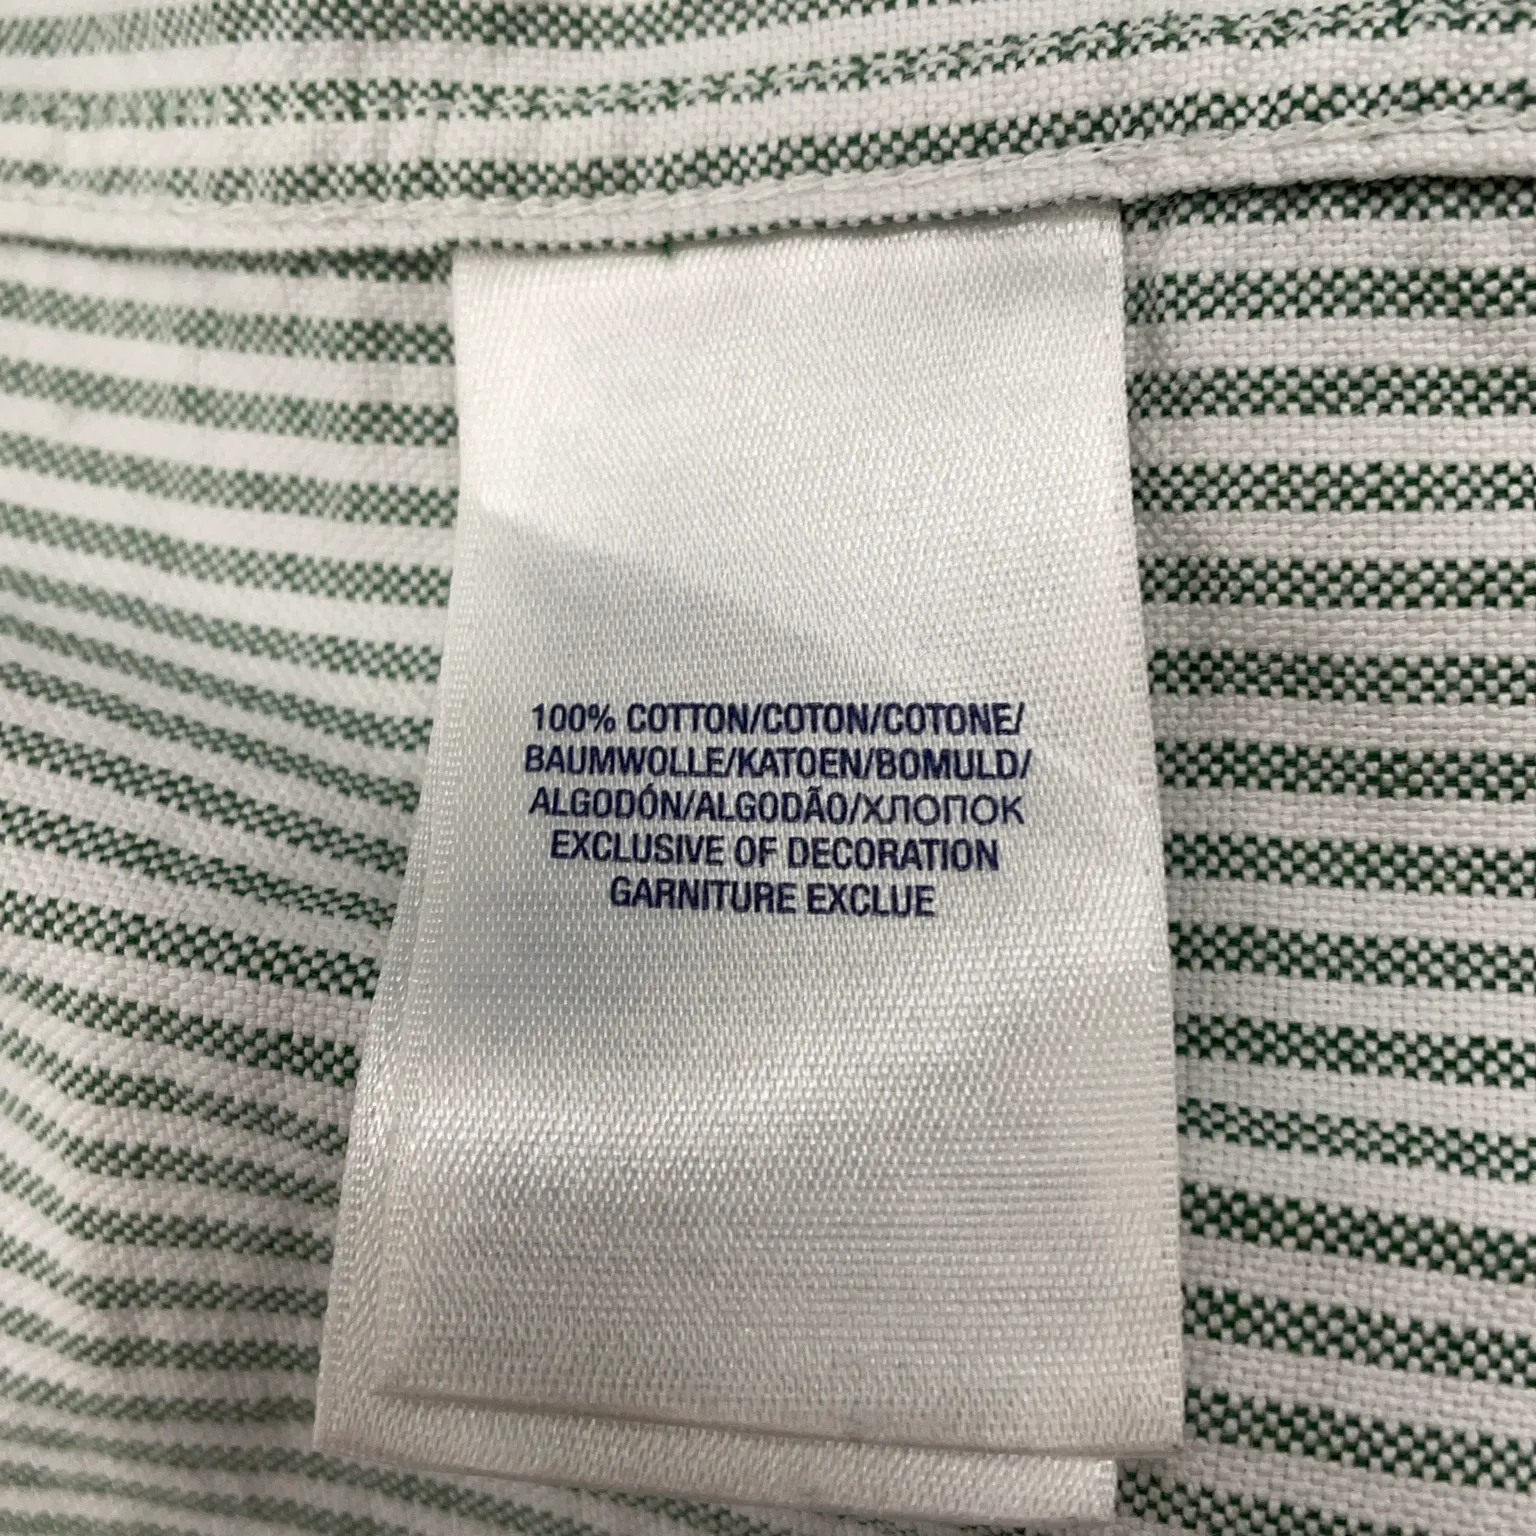 100% COTTON/COTON/COTONE/
BAUMWOLLE/KATOEN/BOMULD/
ALGODÓN/ALGODÃO/ХЛОПОК
EXCLUSIVE OF DECORATION
GARNITURE EXCLUE